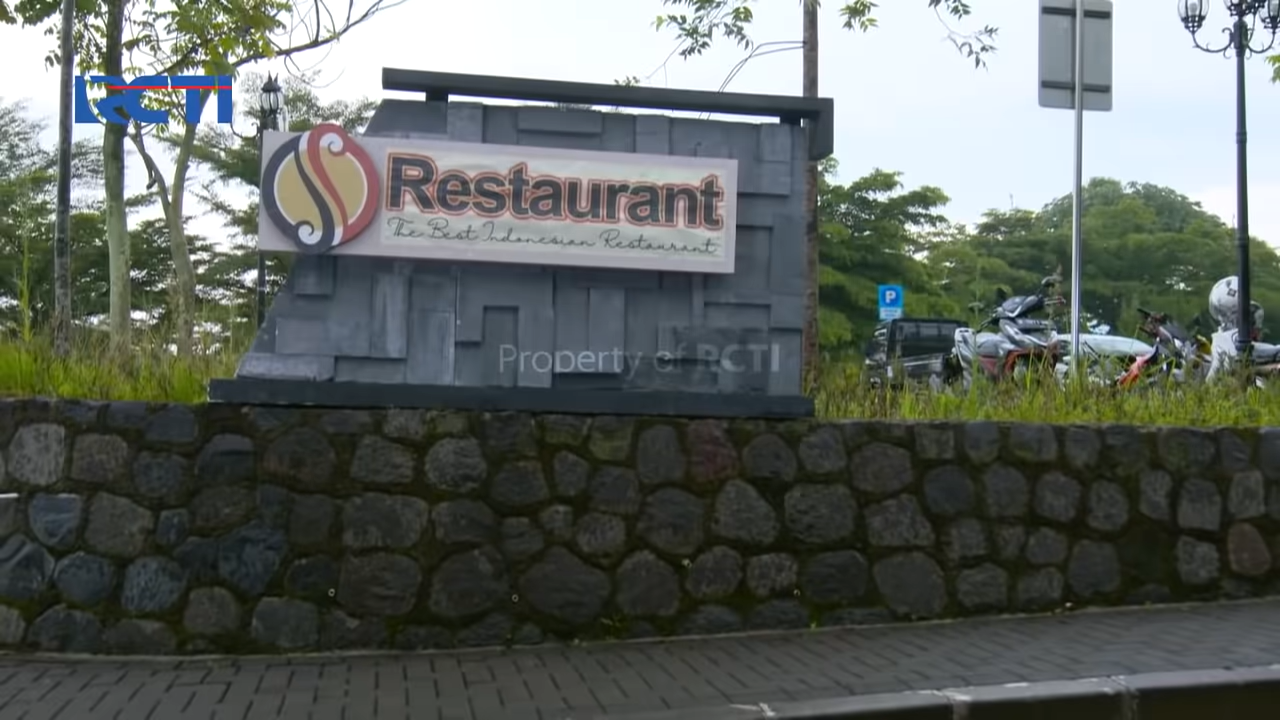 RCTI
Restaurant
The Best Indonesian Restaurant
P
Property of RCTI